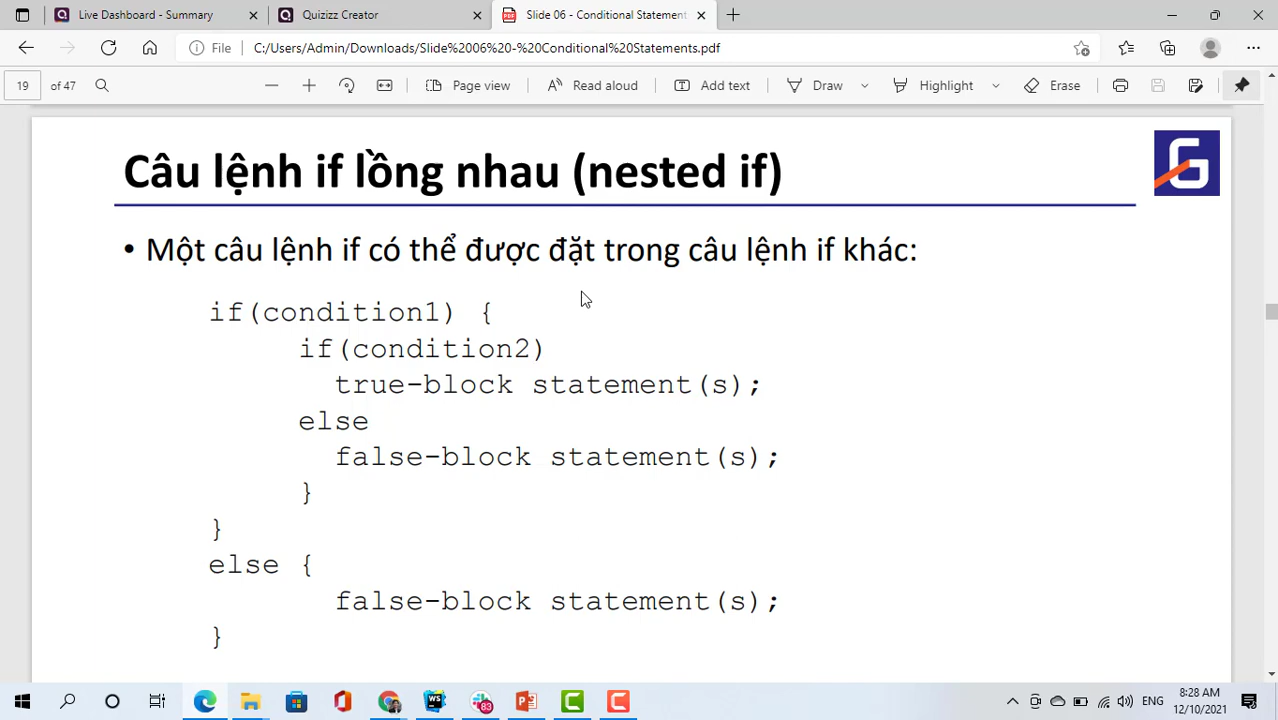 Live Dashboard - Summary
Quizizz Creator
Slide 06 - Conditional Statements
File
C:/Users/Admin/Downloads/Slide%2006%20-%20Conditional%20Statements.pdf
19 of 47
Page view
Read aloud
Add text
Draw
Highlight
Erase
Câu lệnh if lồng nhau (nested if)
G
• Một câu lệnh if có thể được đặt trong câu lệnh if khác:
if(condition1) {
if(condition2)
true-block statement(s);
else
false-block statement(s);
}
}
else {
false-block statement(s);
}
83
ENG
8:28 AM
12/10/2021